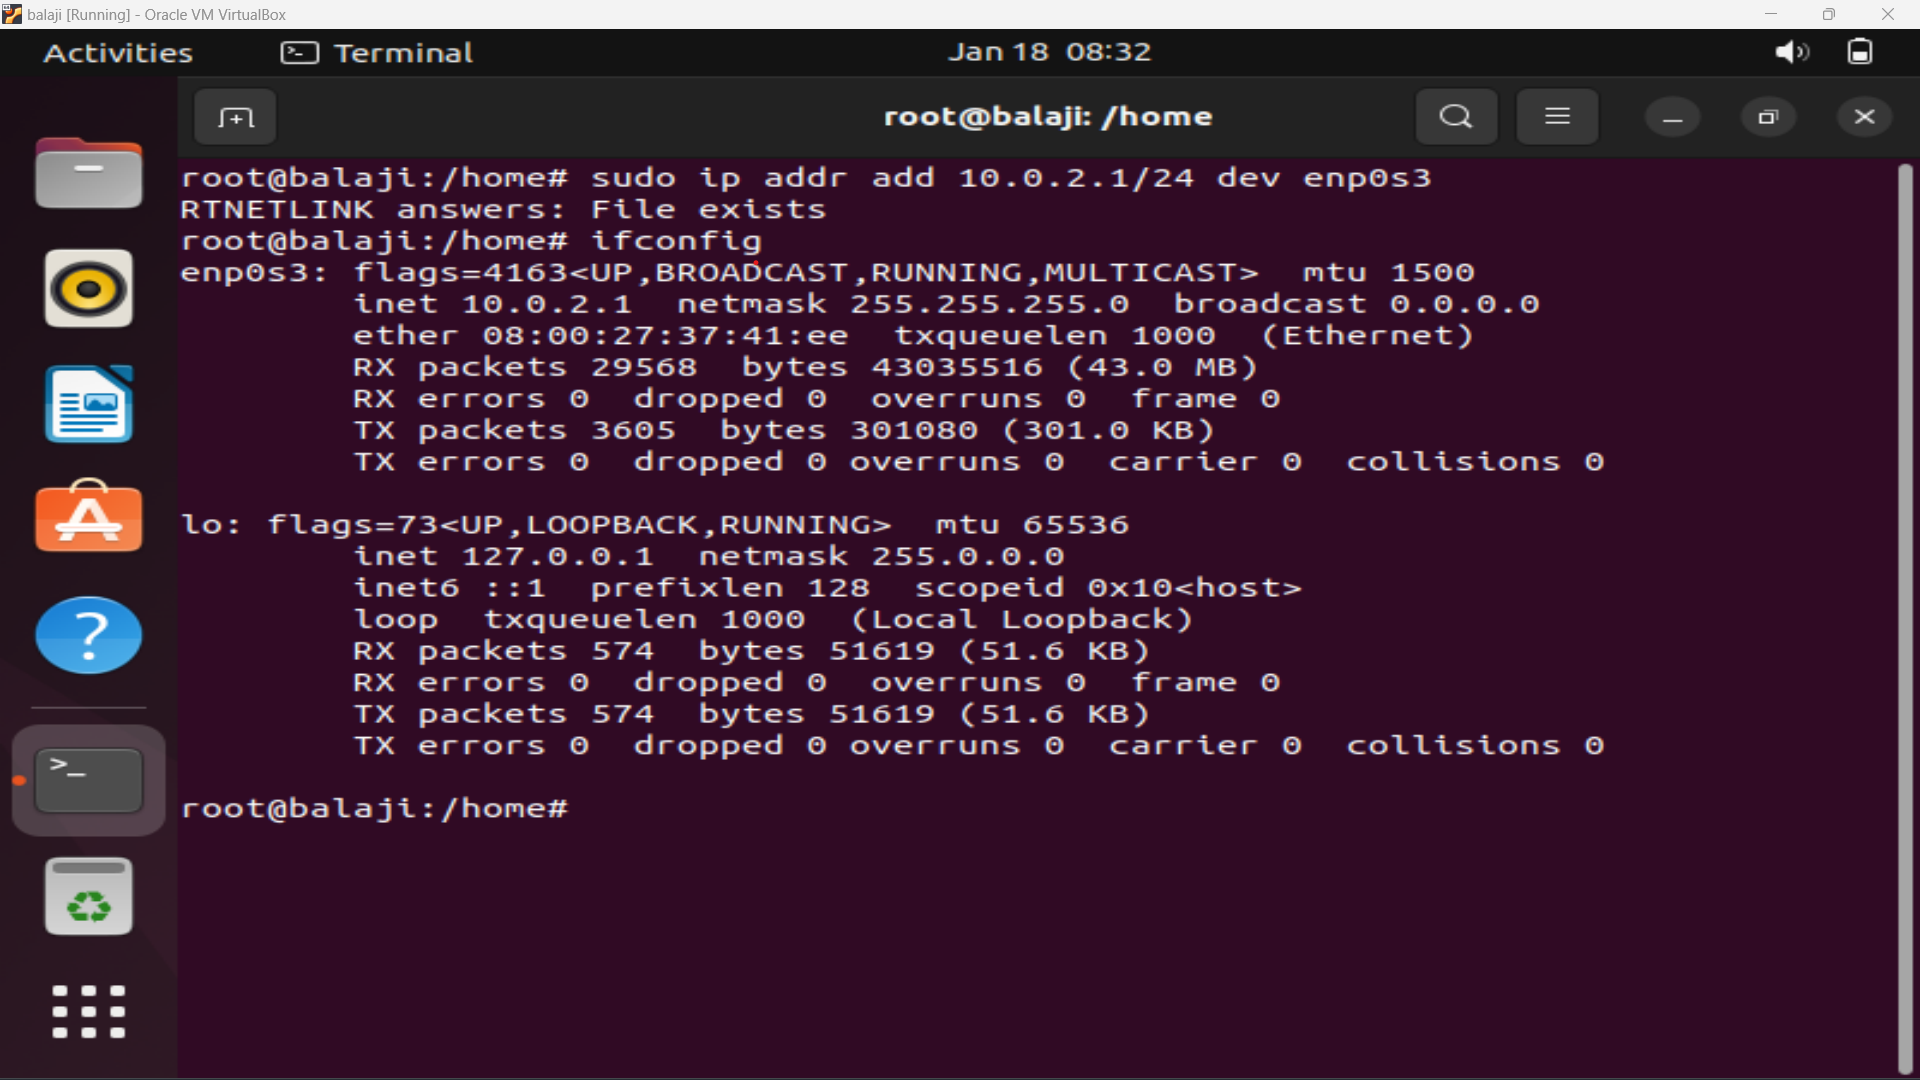 balaji [Running] - Oracle VM VirtualBox
Activities Terminal Jan 18 08:32
root@balaji: /home
root@balaji:/home# sudo ip addr add 10.0.2.1/24 dev enp0s3
RTNETLINK answers: File exists
root@balaji:/home# ifconfig
enp0s3: flags=4163<UP,BROADCAST,RUNNING,MULTICAST>  mtu 1500
        inet 10.0.2.1  netmask 255.255.255.0  broadcast 0.0.0.0
        ether 08:00:27:37:41:ee  txqueuelen 1000  (Ethernet)
        RX packets 29568  bytes 43035516 (43.0 MB)
        RX errors 0  dropped 0  overruns 0  frame 0
        TX packets 3605  bytes 301080 (301.0 KB)
        TX errors 0  dropped 0 overruns 0  carrier 0  collisions 0
lo: flags=73<UP,LOOPBACK,RUNNING>  mtu 65536
        inet 127.0.0.1  netmask 255.0.0.0
        inet6 ::1  prefixlen 128  scopeid 0x10<host>
        loop  txqueuelen 1000  (Local Loopback)
        RX packets 574  bytes 51619 (51.6 KB)
        RX errors 0  dropped 0  overruns 0  frame 0
        TX packets 574  bytes 51619 (51.6 KB)
        TX errors 0  dropped 0 overruns 0  carrier 0  collisions 0
root@balaji:/home#